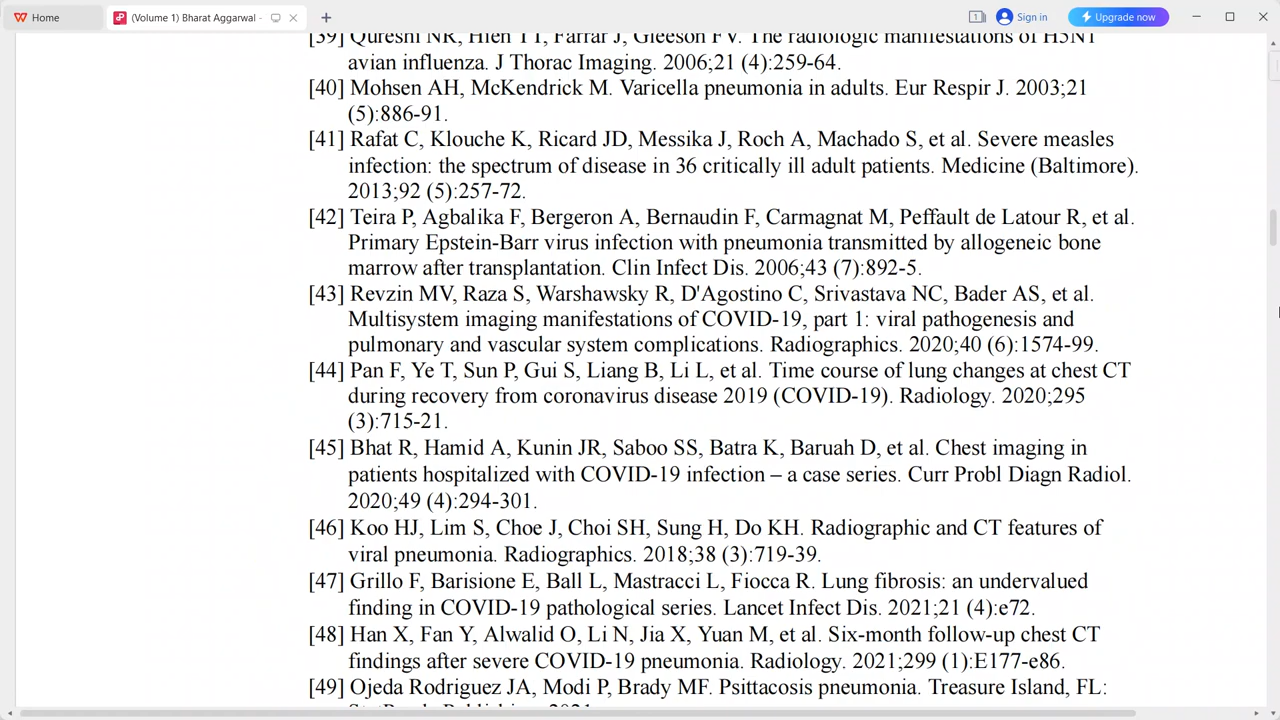 Home
(Volume 1) Bharat Aggarwal -
1
Sign in
Upgrade now
[39] Qureshi NR, Hien TT, Farrar J, Gleeson FV. The radiologic manifestations of H5N1
avian influenza. J Thorac Imaging. 2006;21 (4):259-64.
[40] Mohsen AH, McKendrick M. Varicella pneumonia in adults. Eur Respir J. 2003;21
(5):886-91.
[41] Rafat C, Klouche K, Ricard JD, Messika J, Roch A, Machado S, et al. Severe measles
infection: the spectrum of disease in 36 critically ill adult patients. Medicine (Baltimore).
2013;92 (5):257-72.
[42] Teira P, Agbalika F, Bergeron A, Bernaudin F, Carmagnat M, Peffault de Latour R, et al.
Primary Epstein-Barr virus infection with pneumonia transmitted by allogeneic bone
marrow after transplantation. Clin Infect Dis. 2006;43 (7):892-5.
[43] Revzin MV, Raza S, Warshawsky R, D'Agostino C, Srivastava NC, Bader AS, et al.
Multisystem imaging manifestations of COVID-19, part 1: viral pathogenesis and
pulmonary and vascular system complications. Radiographics. 2020;40 (6):1574-99.
[44] Pan F, Ye T, Sun P, Gui S, Liang B, Li L, et al. Time course of lung changes at chest CT
during recovery from coronavirus disease 2019 (COVID-19). Radiology. 2020;295
(3):715-21.
[45] Bhat R, Hamid A, Kunin JR, Saboo SS, Batra K, Baruah D, et al. Chest imaging in
patients hospitalized with COVID-19 infection – a case series. Curr Probl Diagn Radiol.
2020;49 (4):294-301.
[46] Koo HJ, Lim S, Choe J, Choi SH, Sung H, Do KH. Radiographic and CT features of
viral pneumonia. Radiographics. 2018;38 (3):719-39.
[47] Grillo F, Barisione E, Ball L, Mastracci L, Fiocca R. Lung fibrosis: an undervalued
finding in COVID-19 pathological series. Lancet Infect Dis. 2021;21 (4):e72.
[48] Han X, Fan Y, Alwalid O, Li N, Jia X, Yuan M, et al. Six-month follow-up chest CT
findings after severe COVID-19 pneumonia. Radiology. 2021;299 (1):E177-e86.
[49] Ojeda Rodriguez JA, Modi P, Brady MF. Psittacosis pneumonia. Treasure Island, FL: